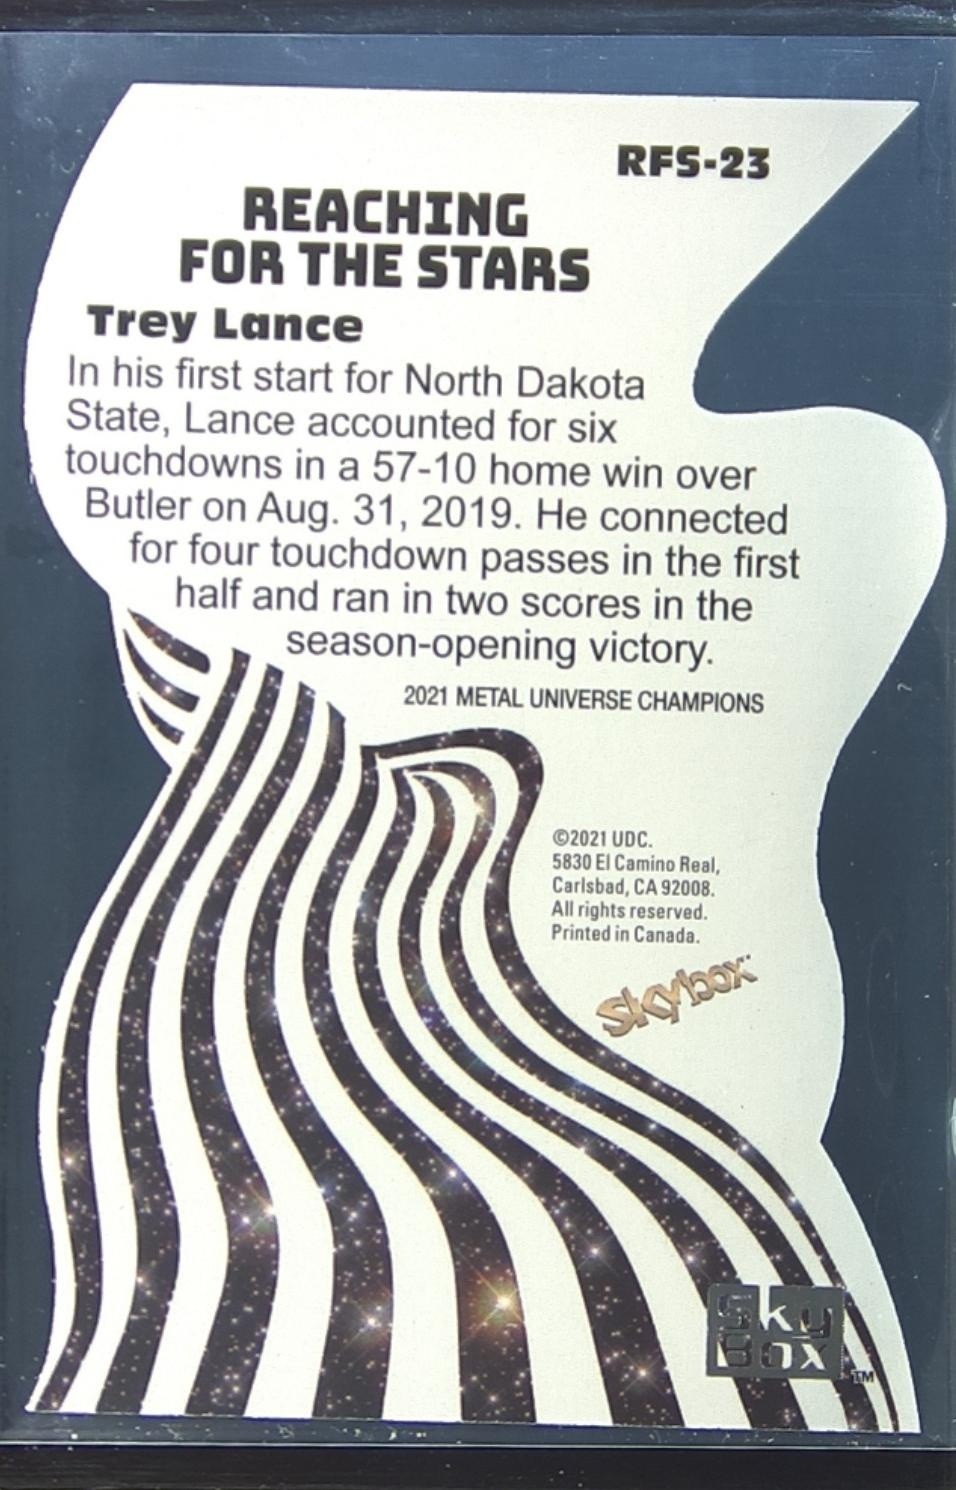 RFS-23
REACHING
FOR THE STARS
Trey Lance
In his first start for North Dakota
State, Lance accounted for six
touchdowns in a 57-10 home win over
Butler on Aug. 31, 2019. He connected
for four touchdown passes in the first
half and ran in two scores in the
season-opening victory.
2021 METAL UNIVERSE CHAMPIONS
©2021 UDC.
5830 El Camino Real,
Carlsbad, CA 92008.
All rights reserved.
Printed in Canada.
Skybox™
Sky
Box ™